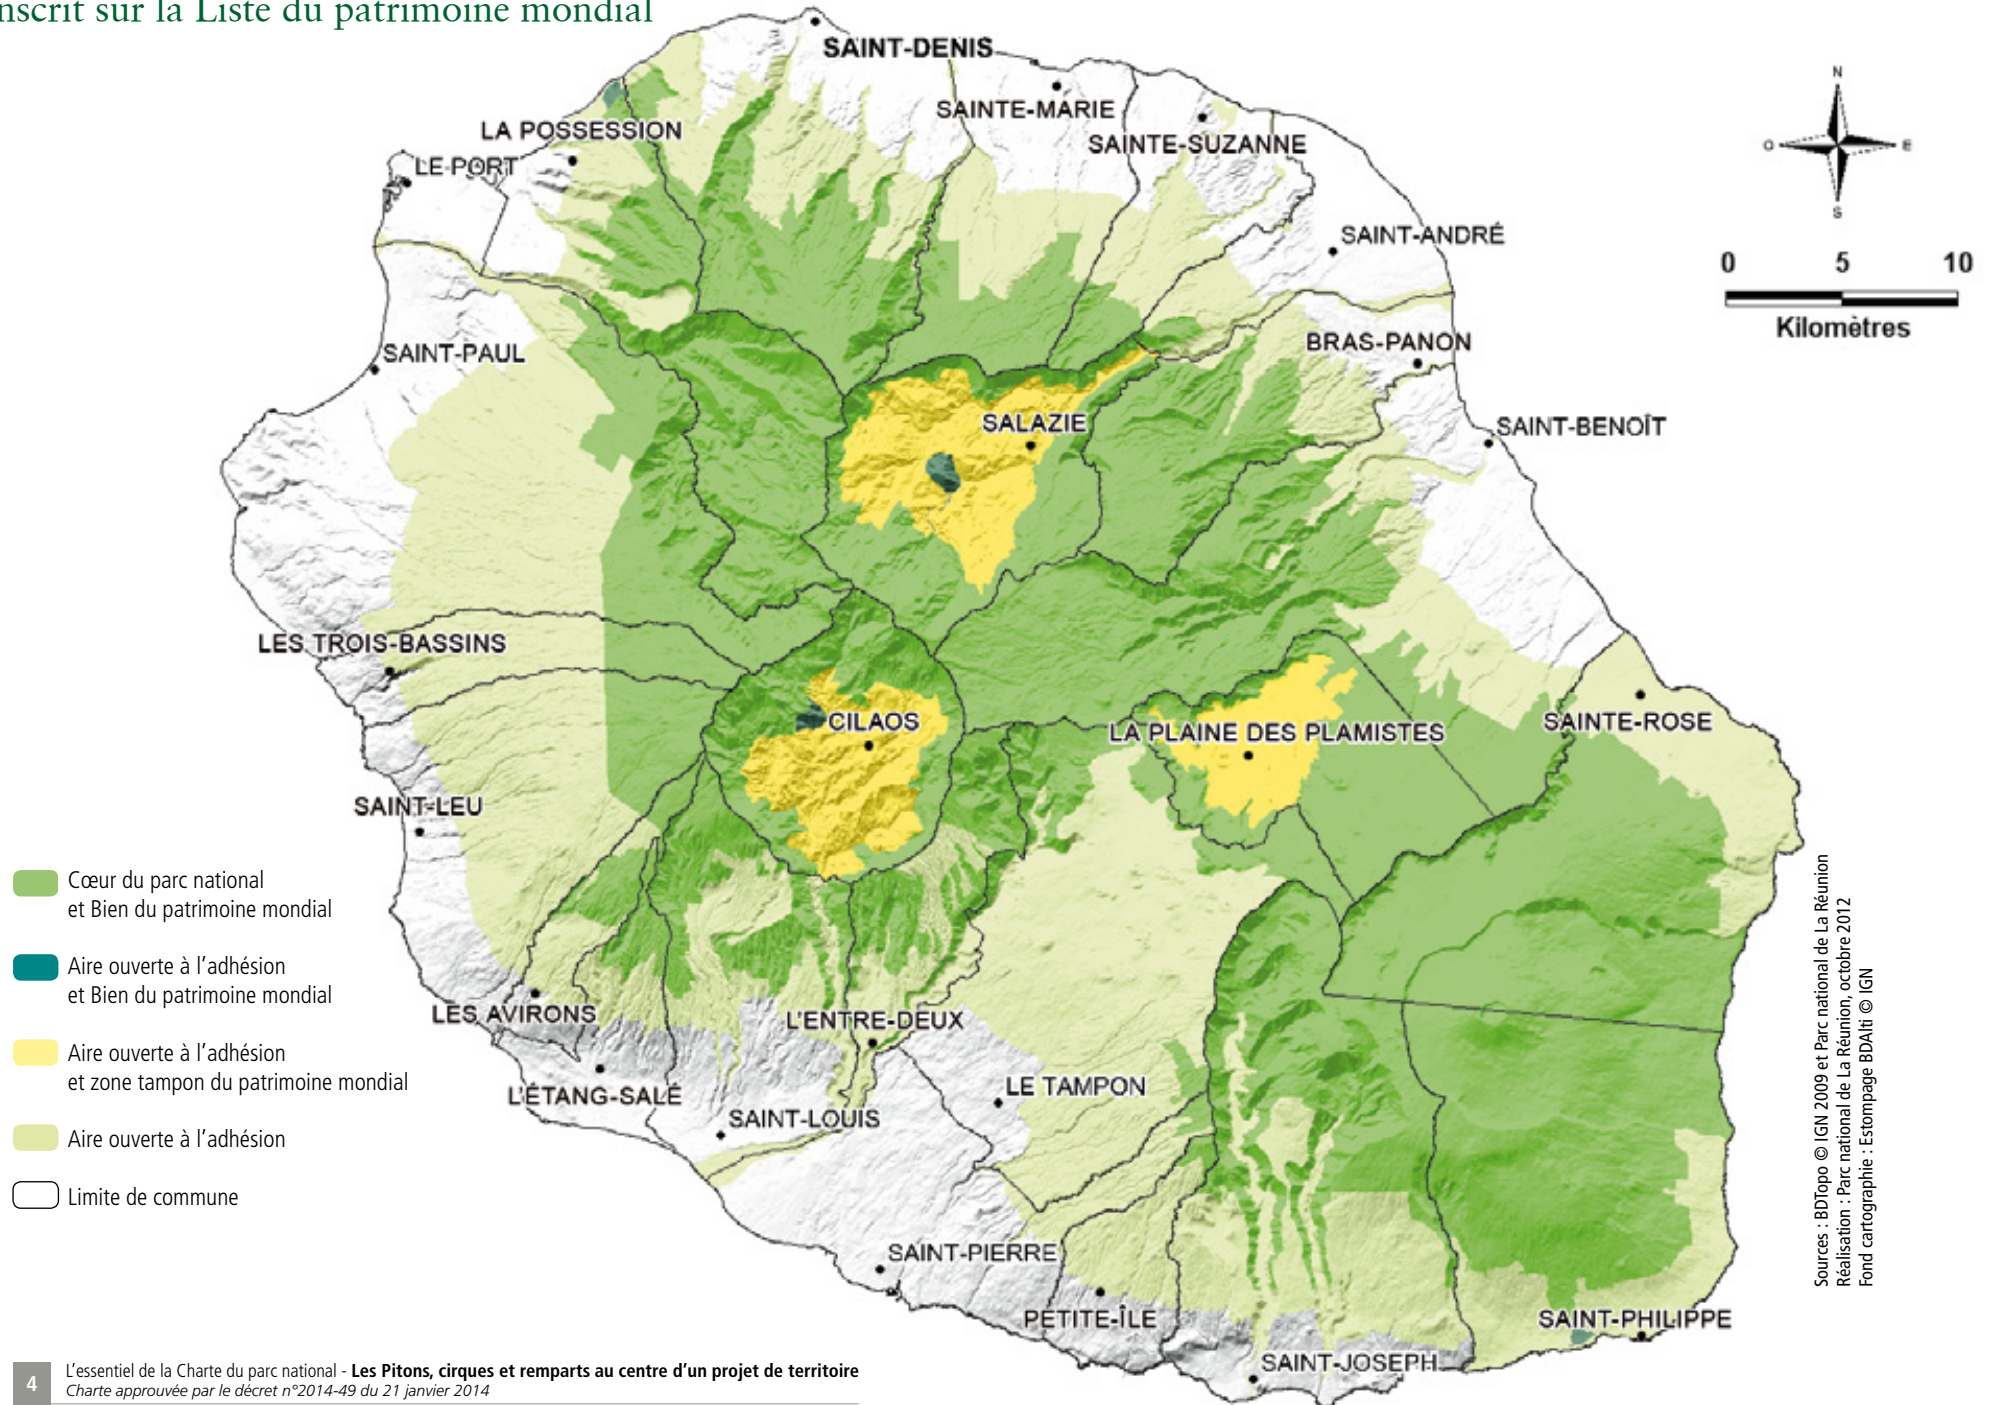 nscrit sur la Liste du patrimoine mondial
SAINT-DENIS
SAINTE-MARIE
SAINTE-SUZANNE
LA POSSESSION
LE PORT
SAINT-ANDRÉ
BRAS-PANON
SAINT-PAUL
SALAZIE
SAINT-BENOÎT
LES TROIS-BASSINS
CILAOS
LA PLAINE DES PLAMISTES
SAINTE-ROSE
SAINT-LEU
LES AVIRONS
L'ENTRE-DEUX
L'ÉTANG-SALÉ
SAINT-LOUIS
LE TAMPON
SAINT-PIERRE
PETITE-ÎLE
SAINT-JOSEPH
SAINT-PHILIPPE
N
O
E
S
0 5 10
Kilomètres
Cœur du parc national
et Bien du patrimoine mondial
Aire ouverte à l'adhésion
et Bien du patrimoine mondial
Aire ouverte à l'adhésion
et zone tampon du patrimoine mondial
Aire ouverte à l'adhésion
Limite de commune
Sources : BDTopo © IGN 2009 et Parc national de La Réunion
Réalisation : Parc national de La Réunion, octobre 2012
Fond cartographie : Estompage BDAlti © IGN
4
L'essentiel de la Charte du parc national - Les Pitons, cirques et remparts au centre d'un projet de territoire
Charte approuvée par le décret n°2014-49 du 21 janvier 2014